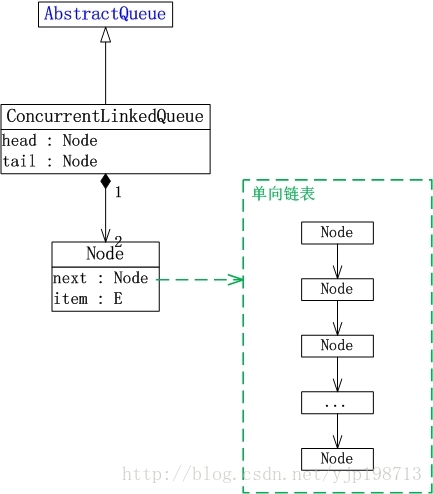 AbstractQueue
ConcurrentLinkedQueue
head : Node
tail : Node
1
2
Node
next : Node
item : E
单向链表
Node
Node
Node
...
Node
http://blog.csdn.net/yjp198713